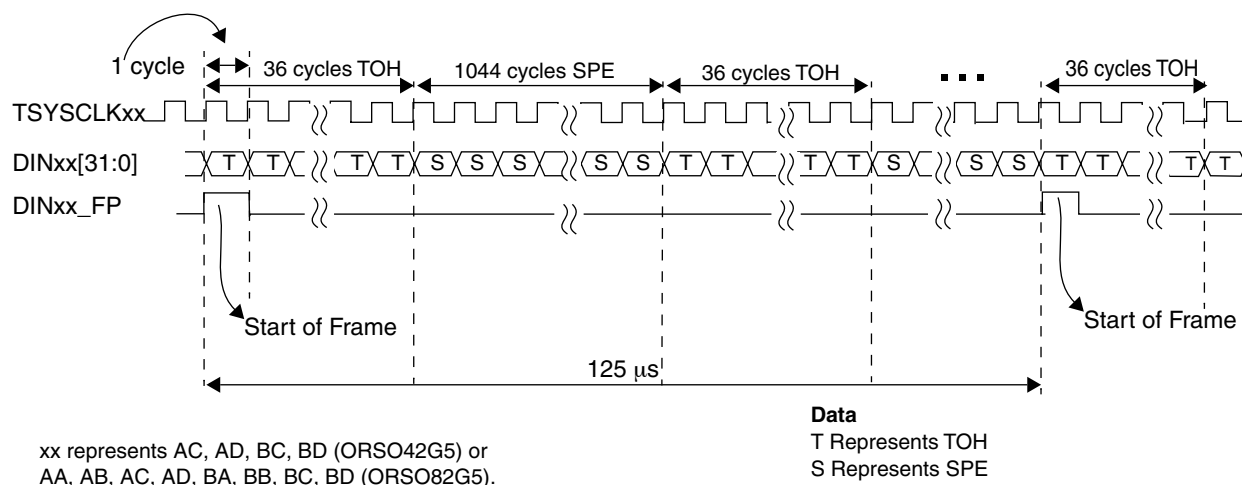 1 cycle
36 cycles TOH
1044 cycles SPE
36 cycles TOH
36 cycles TOH
TSYSCLKxx
DINxx[31:0]
T T T T S S S S S T T T T S S S T T T T
DINxx_FP
Start of Frame
Start of Frame
125 µs
Data
T Represents TOH
S Represents SPE
xx represents AC, AD, BC, BD (ORSO42G5) or
AA, AB, AC, AD, BA, BB, BC, BD (ORSO82G5).